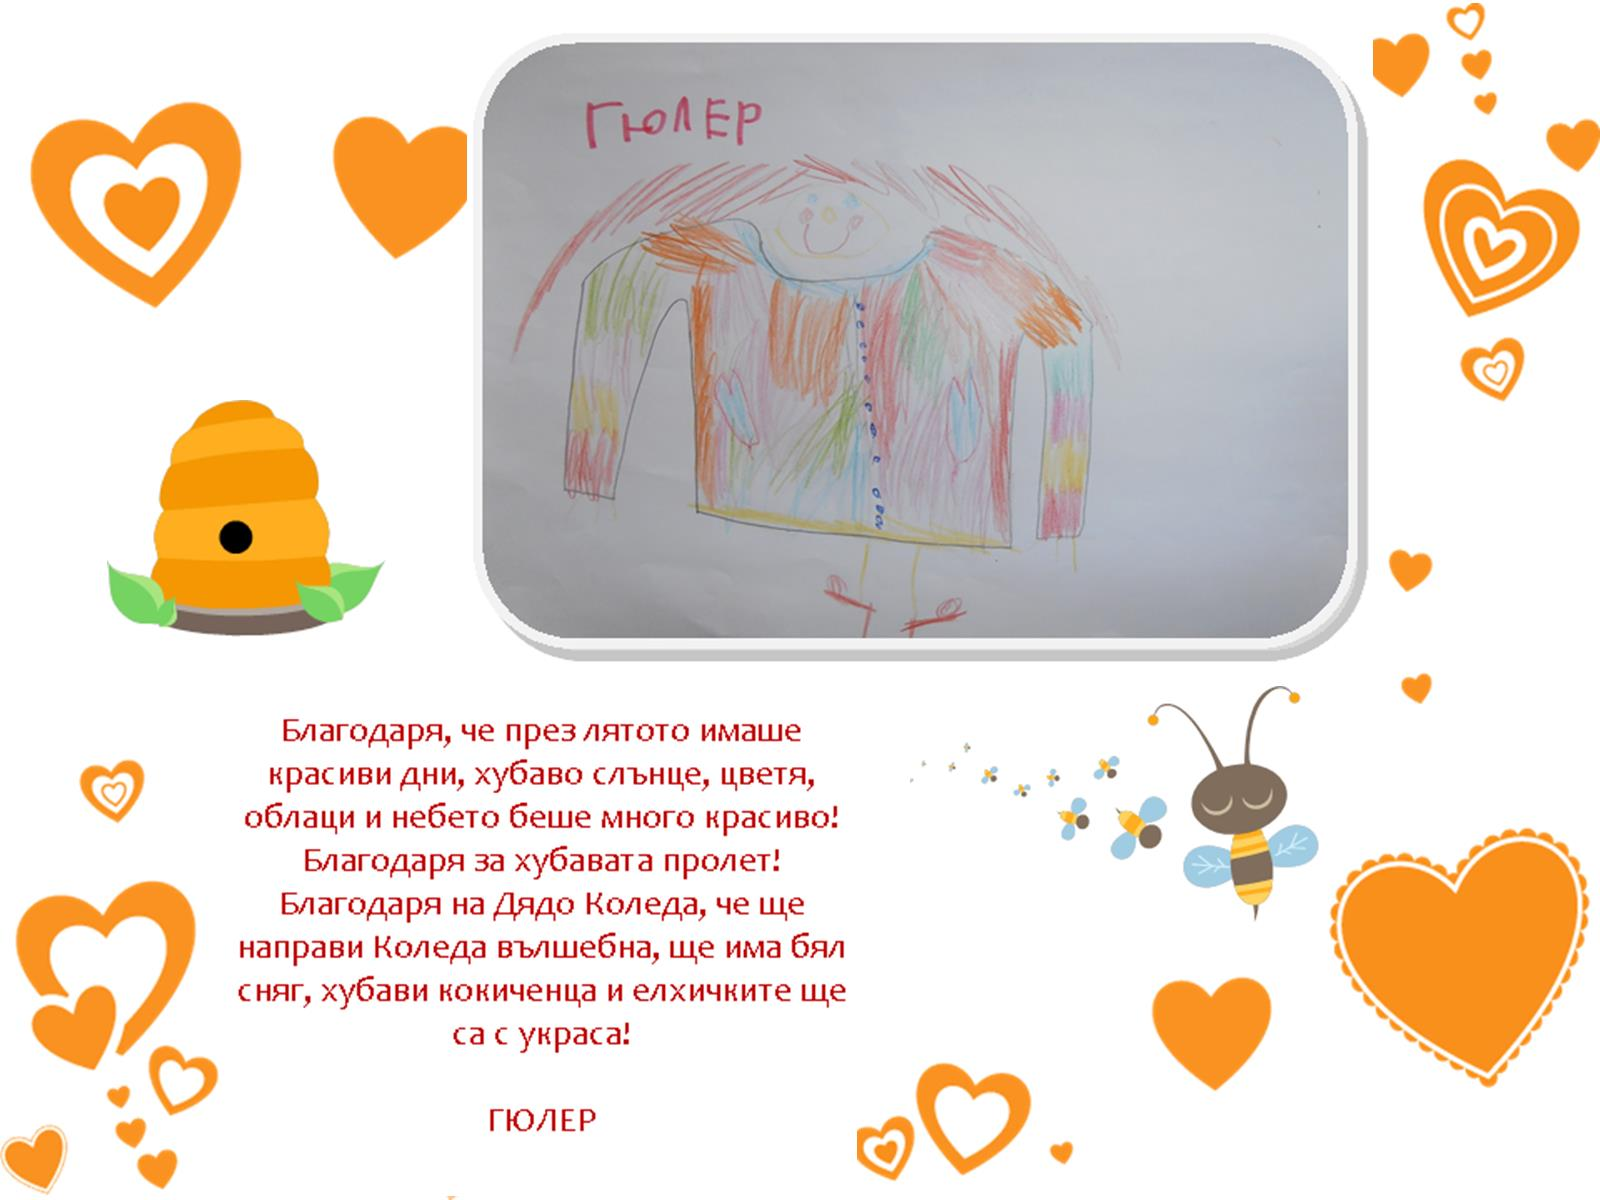 ГЮЛЕР
Благодаря, че през лятото имаше
красиви дни, хубаво слънце, цветя,
облаци и небето беше много красиво!
Благодаря за хубавата пролет!
Благодаря на Дядо Коледа, че ще
направи Коледа вълшебна, ще има бял
сняг, хубави кокиченца и елхичките ще
са с украса!
ГЮЛЕР